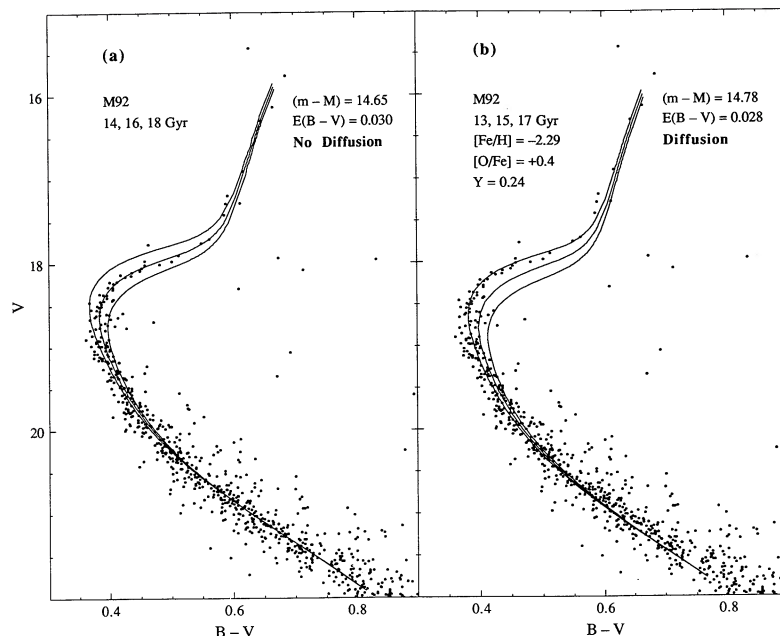 (a)
M92
14, 16, 18 Gyr
(m – M) = 14.65
E(B – V) = 0.030
No Diffusion
(b)
M92
13, 15, 17 Gyr
[Fe/H] = –2.29
[O/Fe] = +0.4
Y = 0.24
(m – M) = 14.78
E(B – V) = 0.028
Diffusion
16
18
20
V
0.4
0.6
0.8
0.4
0.6
0.8
B – V
B – V